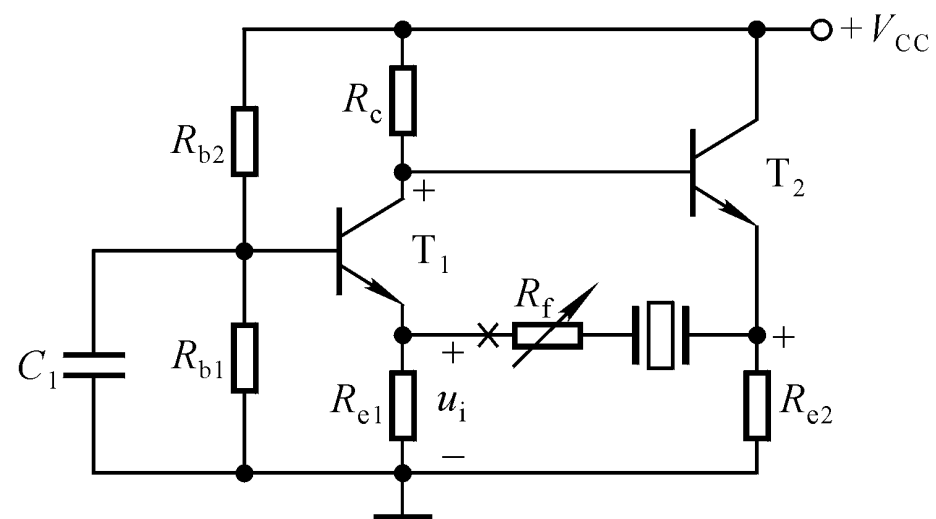 + V_CC
R_c
R_b2
T_2
+
T_1
R_f
+
+
C_1
R_b1
R_e1
u_i
R_e2
−